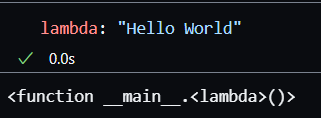 lambda: "Hello World"
0.0s
<function __main__.<lambda>()>